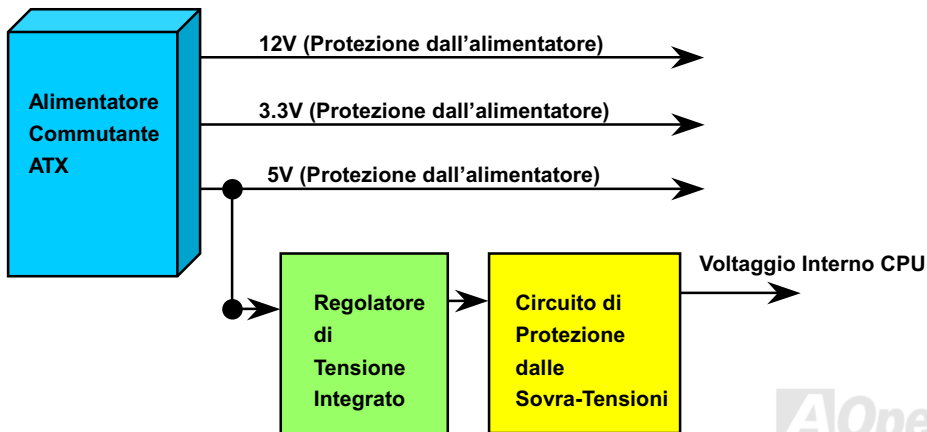 12V (Protezione dall'alimentatore)
Alimentatore
Commutante
ATX
3.3V (Protezione dall'alimentatore)
5V (Protezione dall'alimentatore)
Voltaggio Interno CPU
Regolatore
di
Tensione
Integrato
Circuito di
Protezione
dalle
Sovra-Tensioni
AOpe